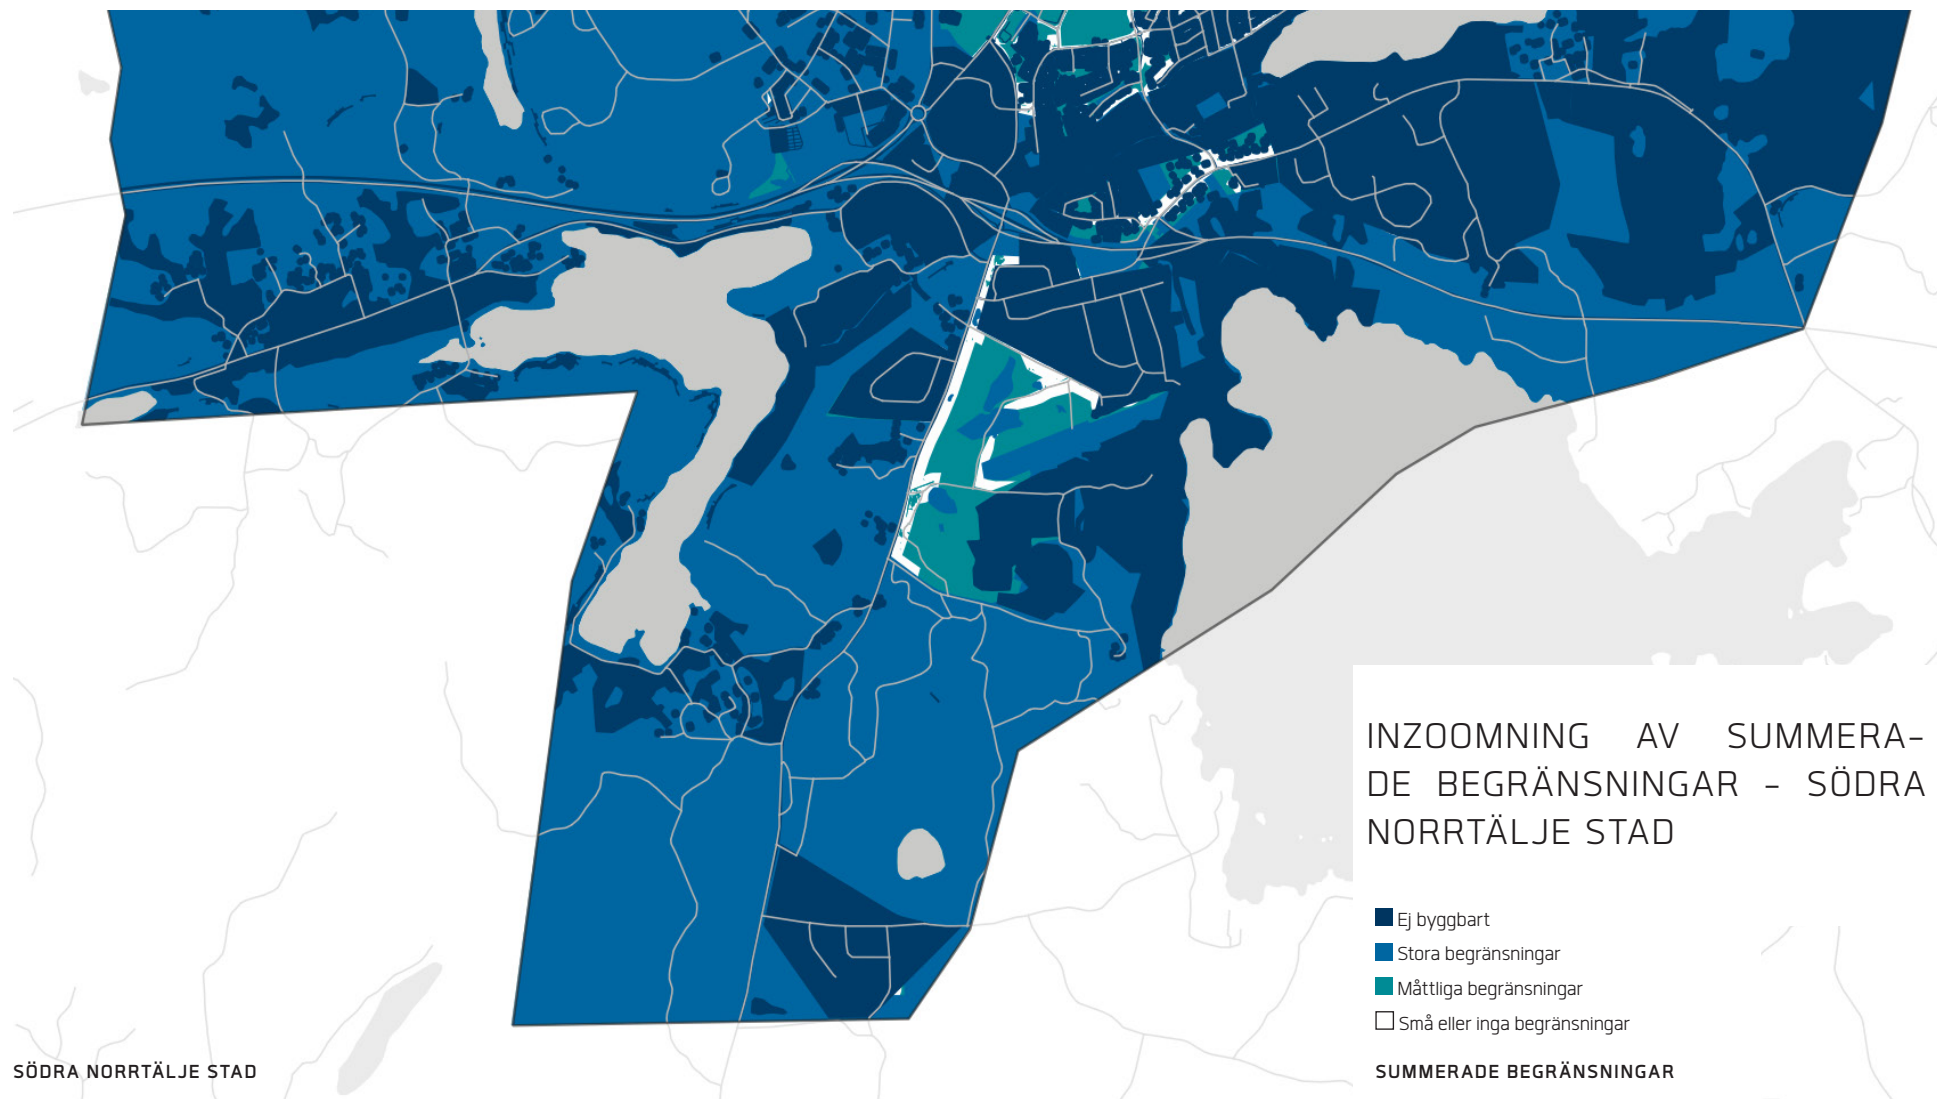 INZOOMNING AV SUMMERA-
DE BEGRÄNSNINGAR - SÖDRA
NORRTÄLJE STAD
Ej byggbart
Stora begränsningar
Måttliga begränsningar
Små eller inga begränsningar
SÖDRA NORRTÄLJE STAD
SUMMERADE BEGRÄNSNINGAR